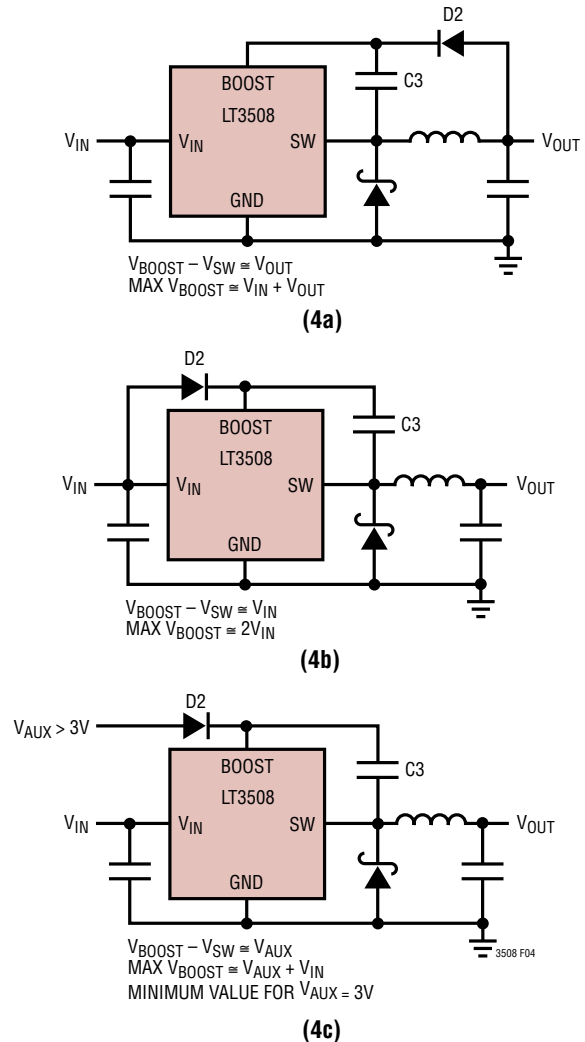 D2
BOOST
C3
LT3508
V_IN
V_IN
SW
V_OUT
GND
V_BOOST – V_SW ≅ V_OUT
MAX V_BOOST ≅ V_IN + V_OUT
(4a)
D2
BOOST
C3
LT3508
V_IN
V_IN
SW
V_OUT
GND
V_BOOST – V_SW ≅ V_IN
MAX V_BOOST ≅ 2V_IN
(4b)
D2
V_AUX > 3V
BOOST
C3
LT3508
V_IN
V_IN
SW
V_OUT
GND
3508 F04
V_BOOST – V_SW ≅ V_AUX
MAX V_BOOST ≅ V_AUX + V_IN
MINIMUM VALUE FOR V_AUX = 3V
(4c)